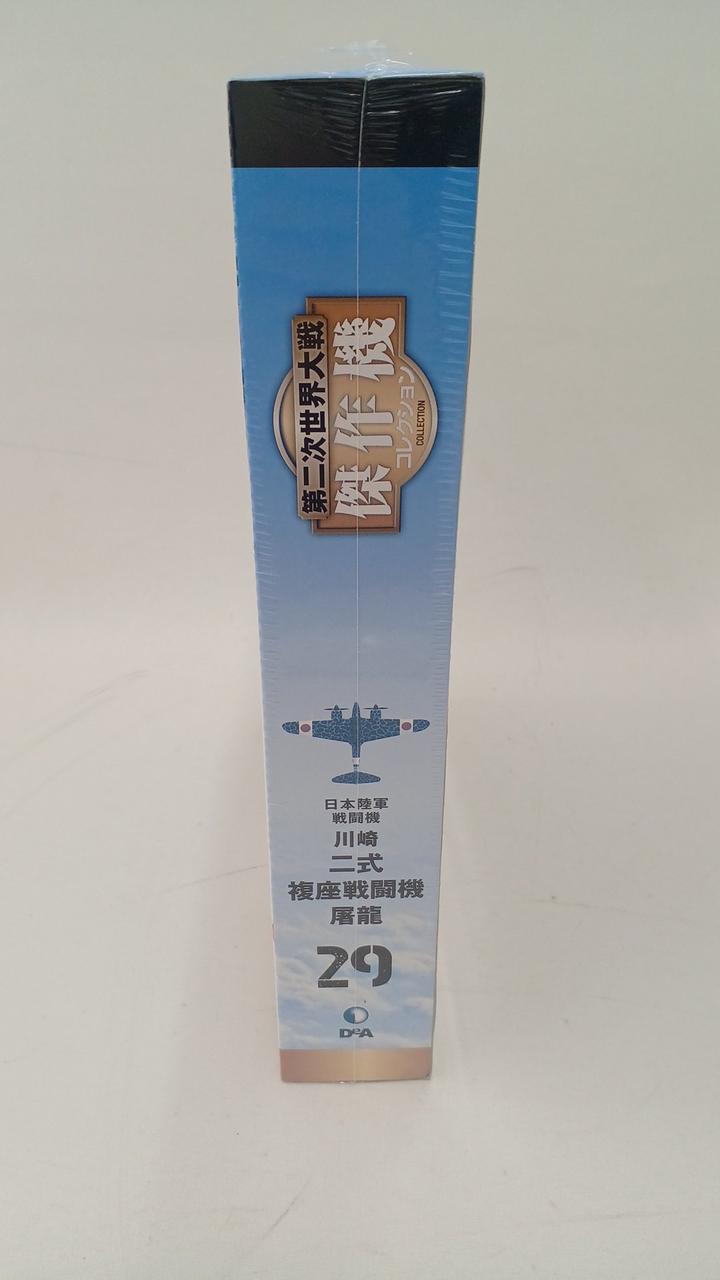 第二次世界大戦
傑作機
コレクション
COLLECTION
日本陸軍
戦闘機
川崎
二式
複座戦闘機
屠龍
29
DeA